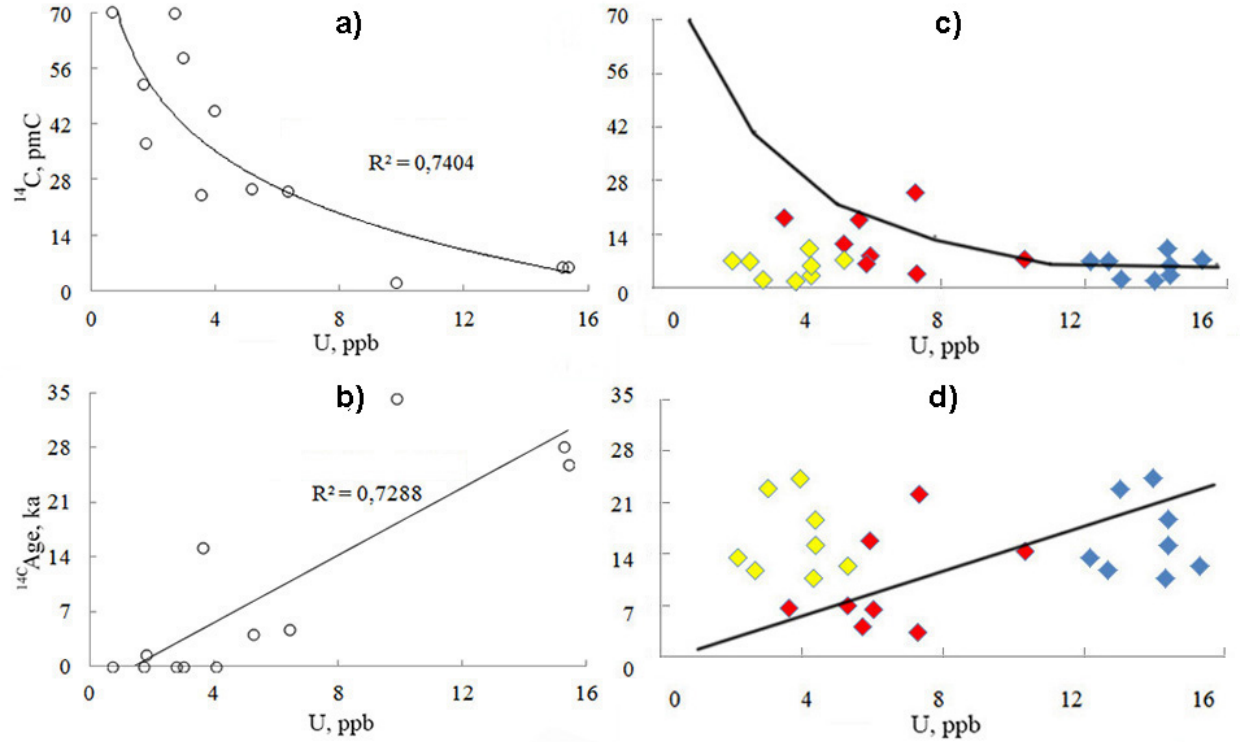 a)
70
56
42
28
14
0
¹⁴C, pmC
R² = 0,7404
0 4 8 12 16
U, ppb
c)
70
56
42
28
14
0
0 4 8 12 16
U, ppb
b)
35
28
21
14
7
0
¹⁴CAge, ka
R² = 0,7288
0 4 8 12 16
U, ppb
d)
35
28
21
14
7
0
0 4 8 12 16
U, ppb